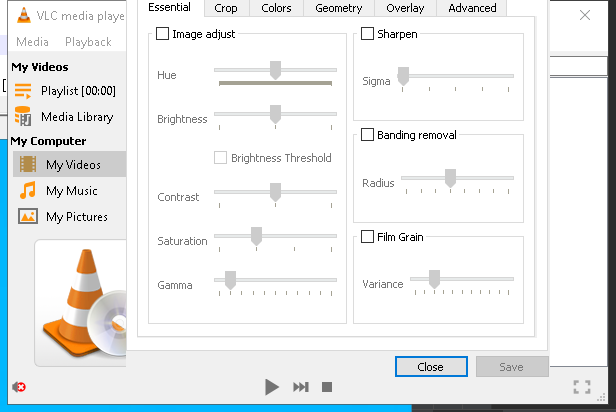 VLC media playe
Media Playback
My Videos
Playlist [00:00]
Media Library
My Computer
My Videos
My Music
My Pictures
Essential Crop Colors Geometry Overlay Advanced
Image adjust
Hue
Brightness
Brightness Threshold
Contrast
Saturation
Gamma
Sharpen
Sigma
Banding removal
Radius
Film Grain
Variance
Close Save